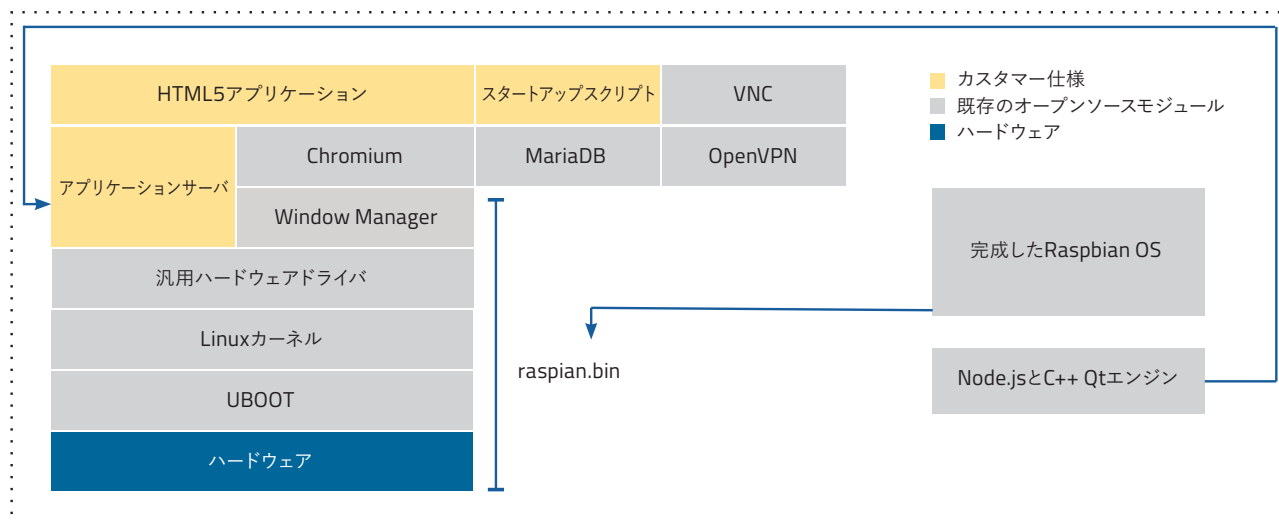 HTML5アプリケーション
スタートアップスクリプト
VNC
アプリケーションサーバ
Chromium
MariaDB
OpenVPN
Window Manager
汎用ハードウェアドライバ
Linuxカーネル
UBOOT
ハードウェア
raspian.bin
カスタマー仕様
既存のオープンソースモジュール
ハードウェア
完成したRaspbian OS
Node.jsとC++ Qtエンジン